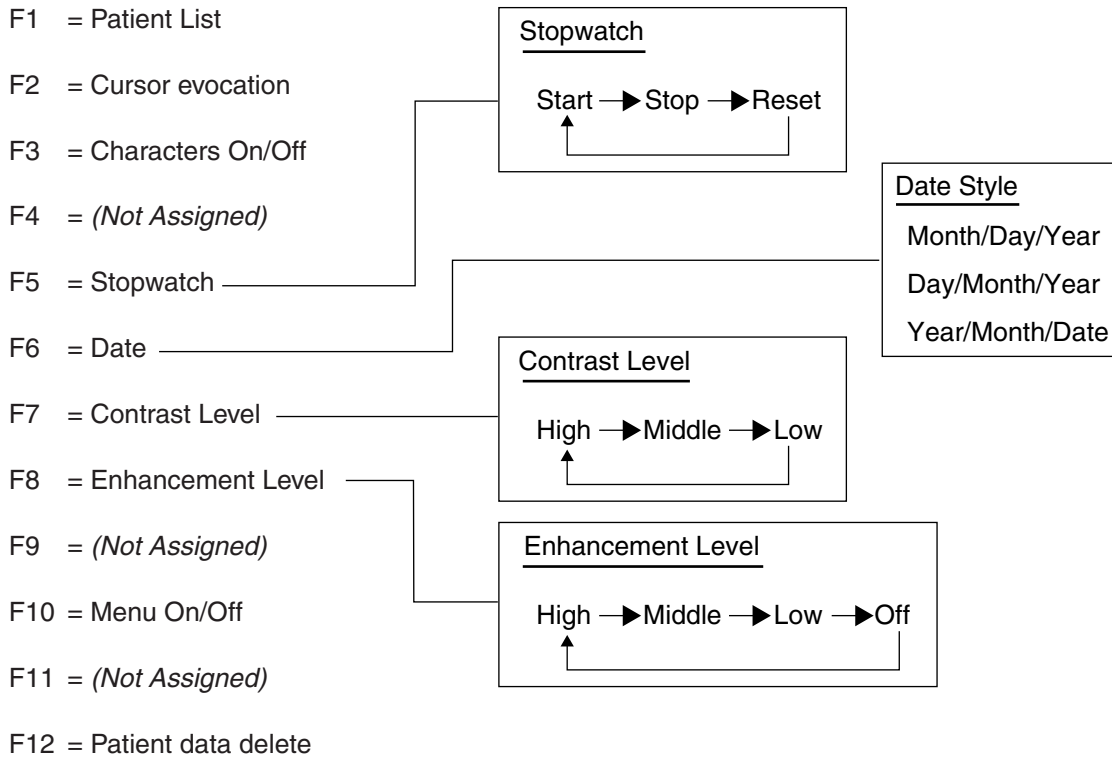 F1 = Patient List
F2 = Cursor evocation
F3 = Characters On/Off
F4 = (Not Assigned)
F5 = Stopwatch
F6 = Date
F7 = Contrast Level
F8 = Enhancement Level
F9 = (Not Assigned)
F10 = Menu On/Off
F11 = (Not Assigned)
F12 = Patient data delete
Stopwatch
Start Stop Reset
Date Style
Month/Day/Year
Day/Month/Year
Year/Month/Date
Contrast Level
High Middle Low
Enhancement Level
High Middle Low Off